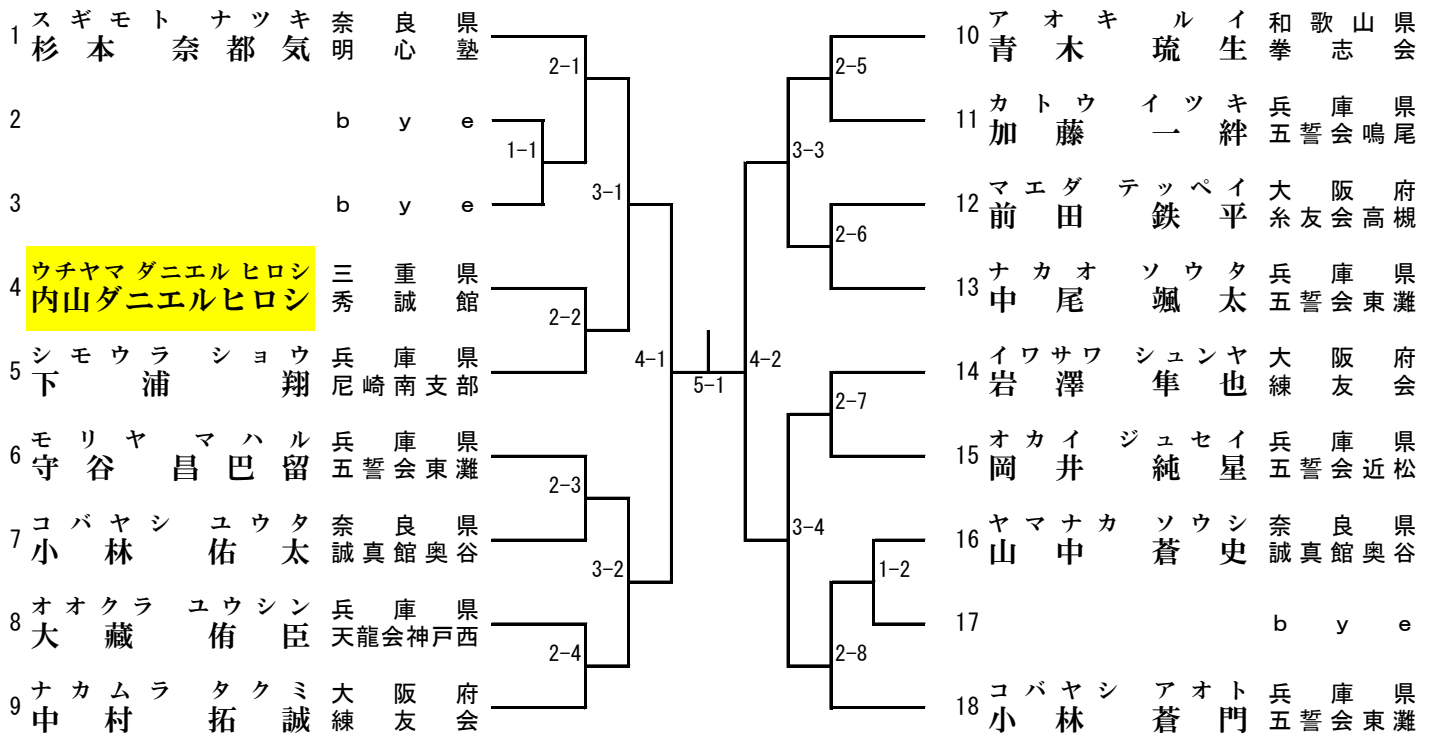 スギモト ナツキ 奈良県
1 杉本 奈都気 明心塾
2-1
2 bye
1-1
3 bye
3-1
ウチヤマ ダニエル ヒロシ 三重県
4 内山ダニエルヒロシ 秀誠館
2-2
シモウラ ショウ 兵庫県
5 下浦 翔 尼崎南支部
4-1
モリヤ マハル 兵庫県
6 守谷 昌巴留 五誓会東灘
2-3
コバヤシ ユウタ 奈良県
7 小林 佑太 誠真館奥谷
3-2
オオクラ ユウシン 兵庫県
8 大藏 侑臣 天龍会神戸西
2-4
ナカムラ タクミ 大阪府
9 中村 拓誠 練友会
5-1
アオキ ルイ 和歌山県
10 青木 琉生 拳志会
2-5
カトウ イツキ 兵庫県
11 加藤 一絆 五誓会鳴尾
3-3
マエダ テッペイ 大阪府
12 前田 鉄平 糸友会高槻
2-6
ナカオ ソウタ 兵庫県
13 中尾 颯太 五誓会東灘
4-2
イワサワ シュンヤ 大阪府
14 岩澤 隼也 練友会
2-7
オカイ ジュセイ 兵庫県
15 岡井 純星 五誓会近松
3-4
ヤマナカ ソウシ 奈良県
16 山中 蒼史 誠真館奥谷
1-2
17 bye
2-8
コバヤシ アオト 兵庫県
18 小林 蒼門 五誓会東灘